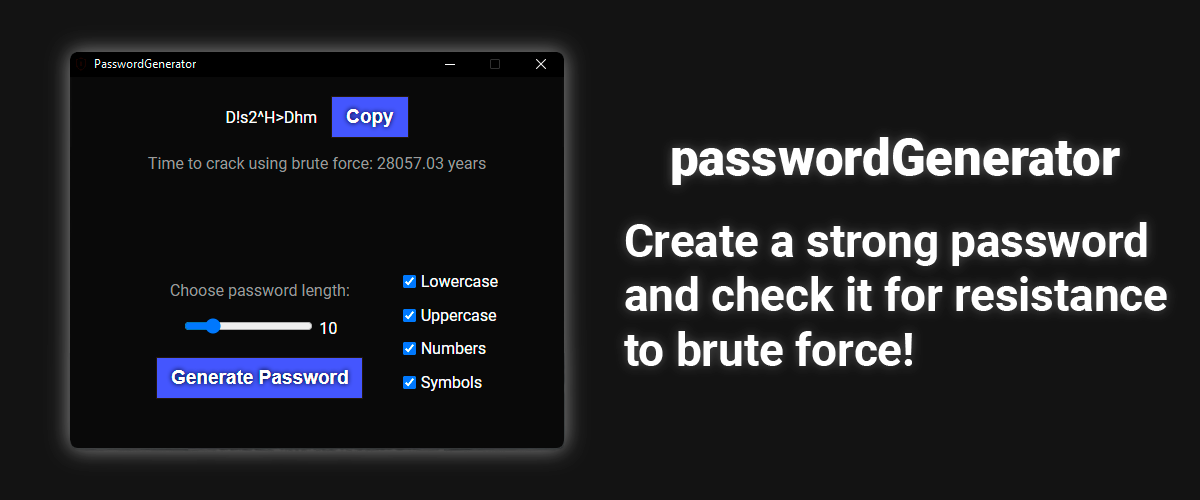 PasswordGenerator
D!s2^H>Dhm
Copy
Time to crack using brute force: 28057.03 years
Choose password length:
10
Generate Password
Lowercase
Uppercase
Numbers
Symbols
passwordGenerator
Create a strong password
and check it for resistance
to brute force!